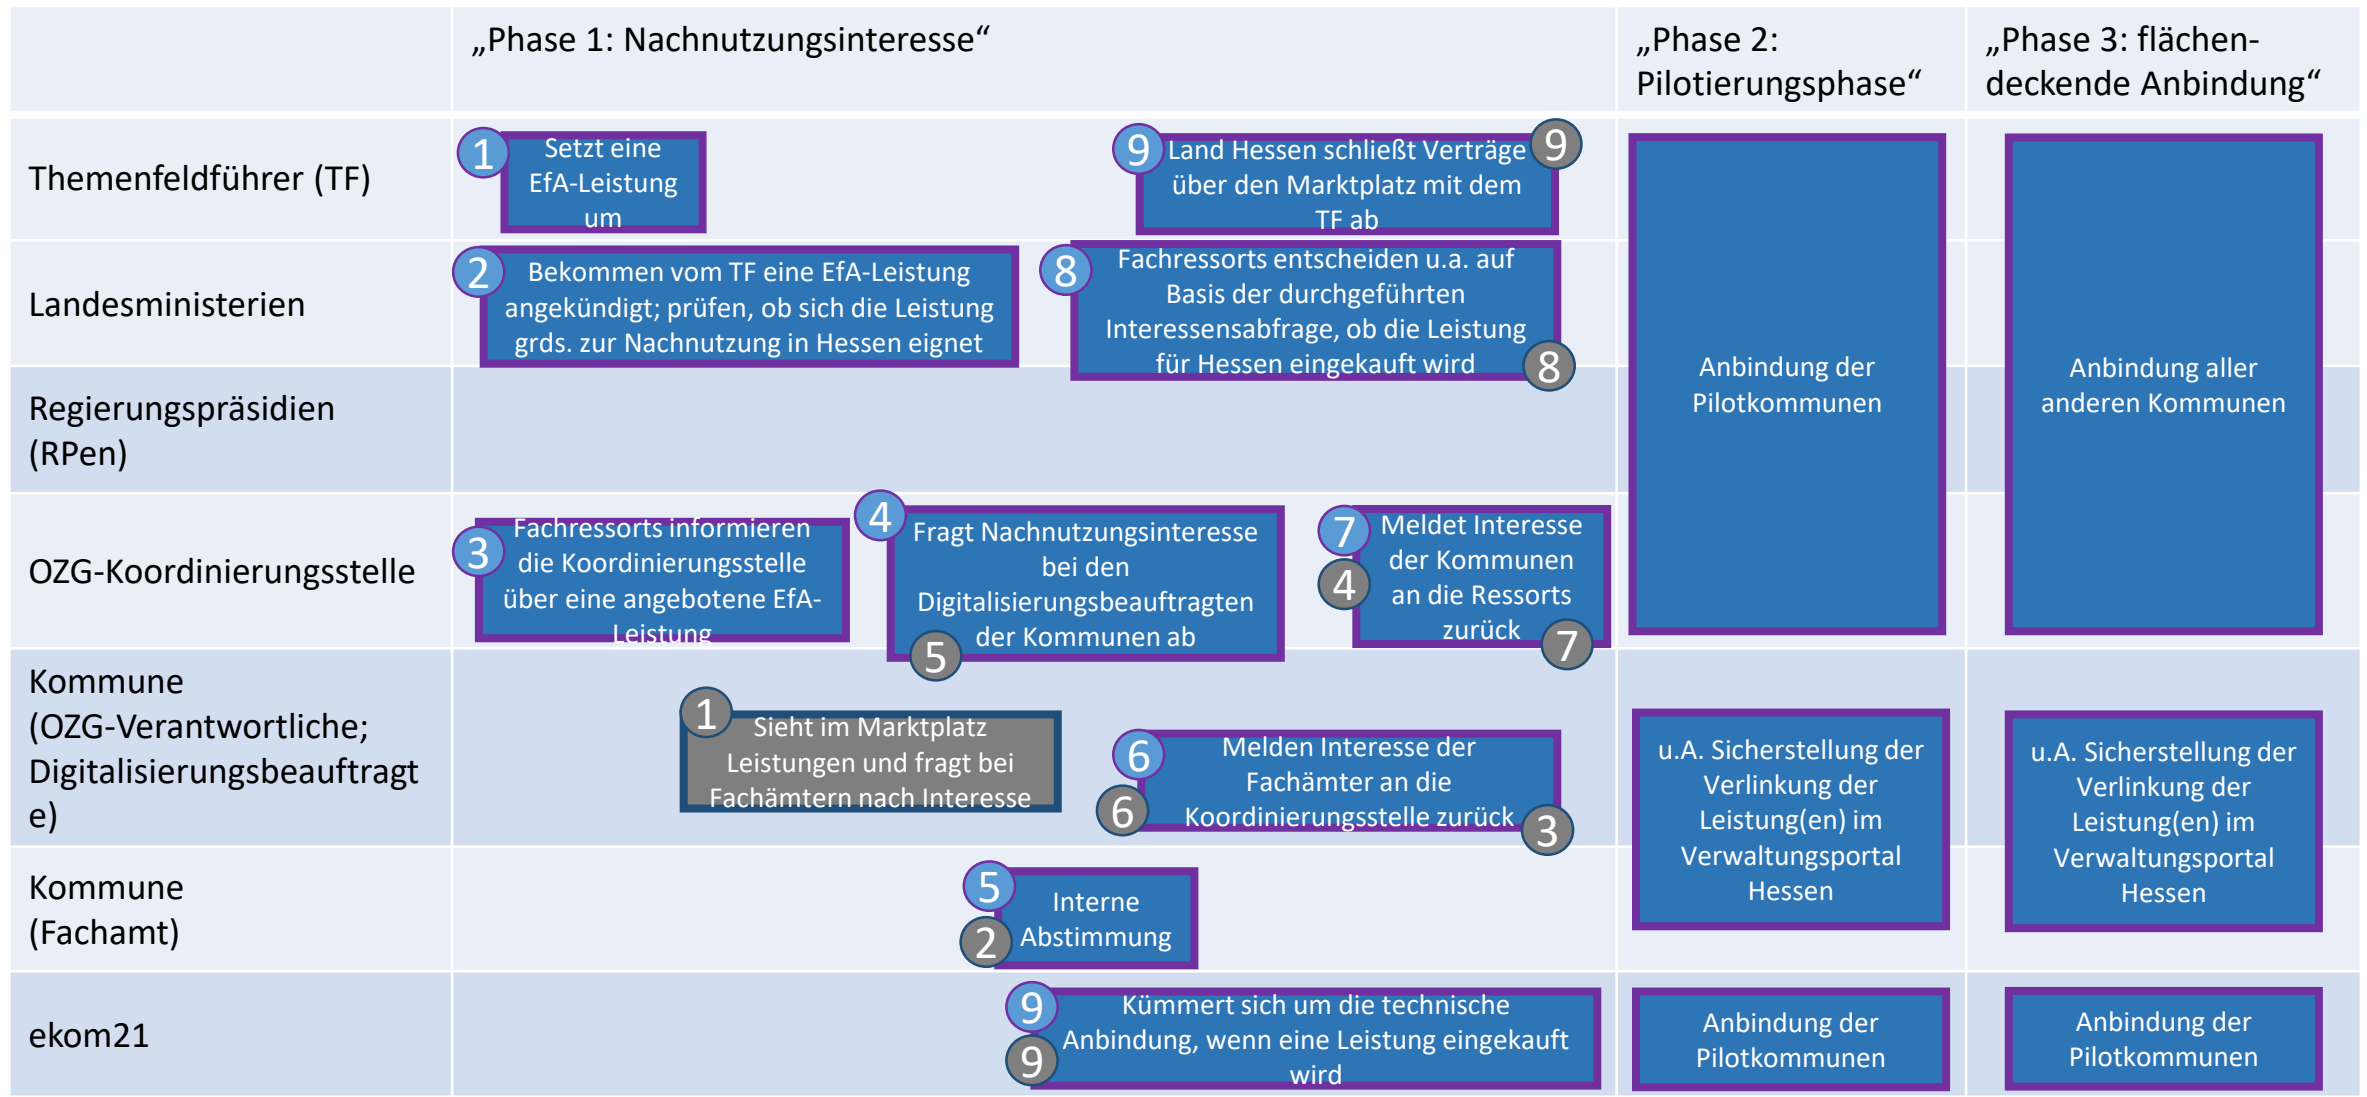 „Phase 1: Nachnutzungsinteresse“
„Phase 2:
Pilotierungsphase“
„Phase 3: flächen-
deckende Anbindung“
Themenfeldführer (TF)
1
Setzt eine
EfA-Leistung
um
9
Land Hessen schließt Verträge
über den Marktplatz mit dem
TF ab
9
Landesministerien
2
Bekommen vom TF eine EfA-Leistung
angekündigt; prüfen, ob sich die Leistung
grds. zur Nachnutzung in Hessen eignet
8
Fachressorts entscheiden u.a. auf
Basis der durchgeführten
Interessensabfrage, ob die Leistung
für Hessen eingekauft wird
8
Regierungspräsidien
(RPen)
Anbindung der
Pilotkommunen
Anbindung aller
anderen Kommunen
OZG-Koordinierungsstelle
3
Fachressorts informieren
die Koordinierungsstelle
über eine angebotene EfA-
Leistung
4
Fragt Nachnutzungsinteresse
bei den
Digitalisierungsbeauftragten
der Kommunen ab
5
7
4
Meldet Interesse
der Kommunen
an die Ressorts
zurück
7
Kommune
(OZG-Verantwortliche;
Digitalisierungsbeauftragt
e)
1
Sieht im Marktplatz
Leistungen und fragt bei
Fachämtern nach Interesse
6
6
Melden Interesse der
Fachämter an die
Koordinierungsstelle zurück
3
u.A. Sicherstellung der
Verlinkung der
Leistung(en) im
Verwaltungsportal
Hessen
u.A. Sicherstellung der
Verlinkung der
Leistung(en) im
Verwaltungsportal
Hessen
Kommune
(Fachamt)
5
2
Interne
Abstimmung
ekom21
9
9
Kümmert sich um die technische
Anbindung, wenn eine Leistung eingekauft
wird
Anbindung der
Pilotkommunen
Anbindung der
Pilotkommunen